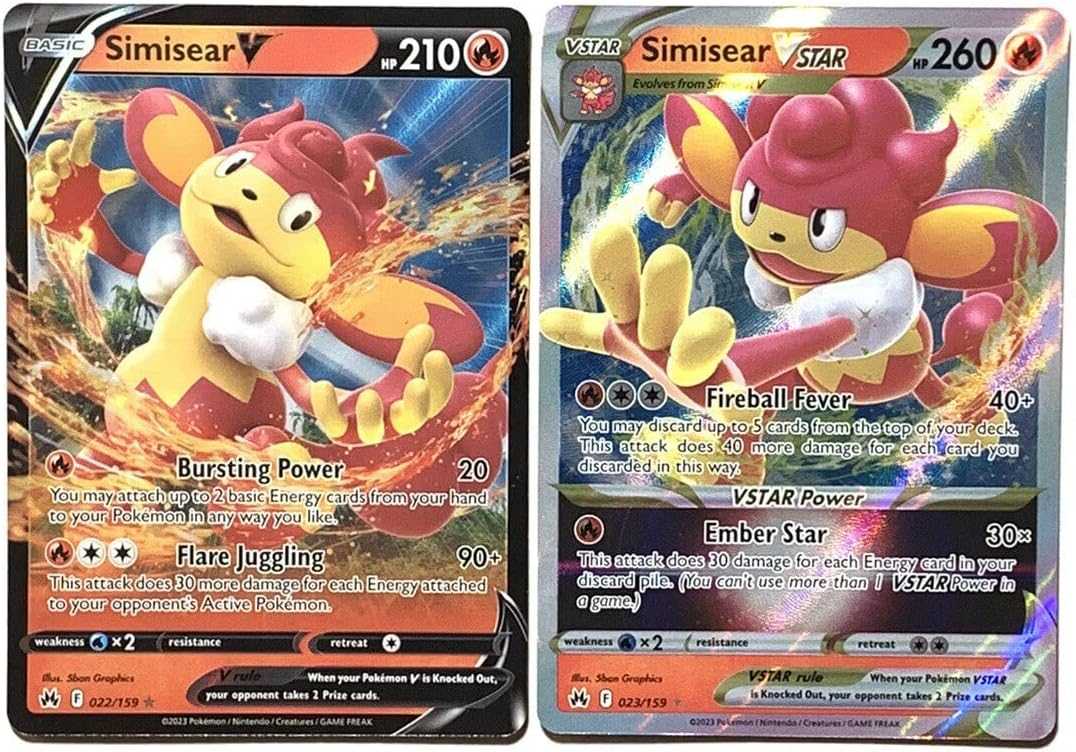 BASIC Simisear V HP 210
Bursting Power 20
You may attach up to 2 basic Energy cards from your hand
to your Pokémon in any way you like.
Flare Juggling 90+
This attack does 30 more damage for each Energy attached
to your opponent's Active Pokémon.
weakness ×2 resistance retreat
Illus. 5ban Graphics
V rule When your Pokémon V is Knocked Out,
your opponent takes 2 Prize cards.
F 022/159
©2023 Pokémon / Nintendo / Creatures / GAME FREAK
VSTAR Simisear VSTAR HP 260
Evolves from Simisear V
Fireball Fever 40+
You may discard up to 5 cards from the top of your deck.
This attack does 40 more damage for each card you
discarded in this way.
VSTAR Power
Ember Star 30×
This attack does 30 damage for each Energy card in your
discard pile. (You can't use more than 1 VSTAR Power in
a game.)
weakness ×2 resistance retreat
Illus. 5ban Graphics
VSTAR rule When your Pokémon VSTAR
is Knocked Out, your opponent takes 2 Prize cards.
F 023/159
©2023 Pokémon / Nintendo / Creatures / GAME FREAK